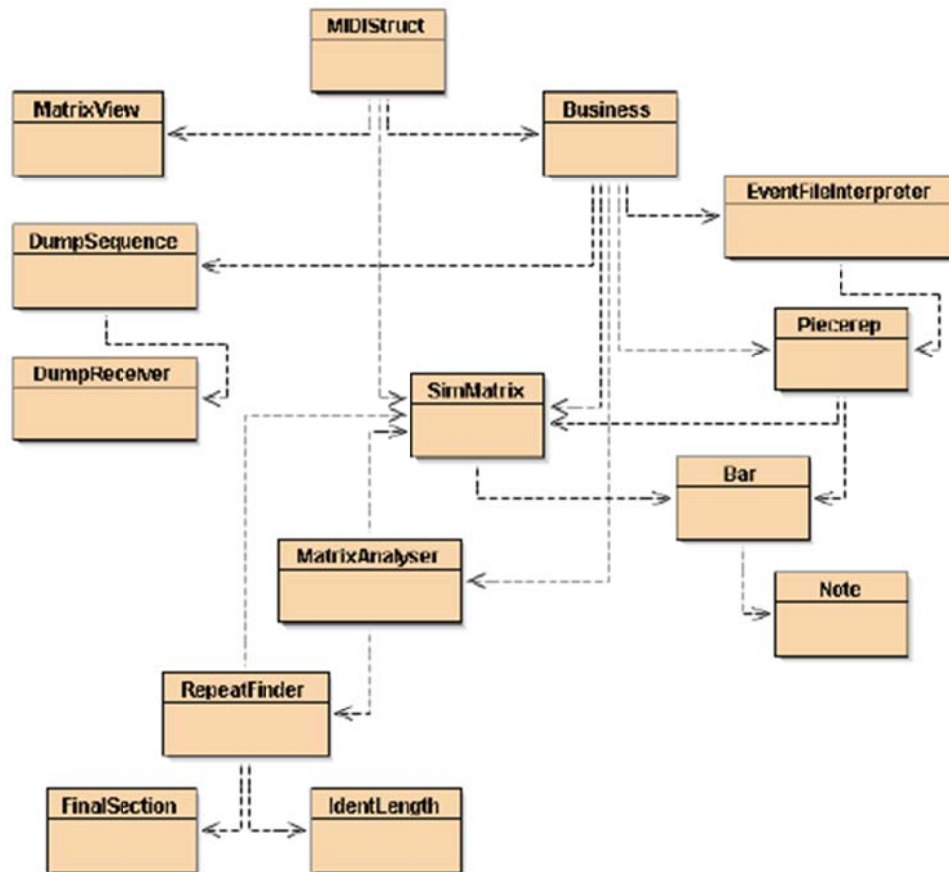 MIDIStruct
MatrixView
Business
EventFileInterpreter
DumpSequence
Piecerep
DumpReceiver
SimMatrix
Bar
MatrixAnalyser
Note
RepeatFinder
FinalSection
IdentLength